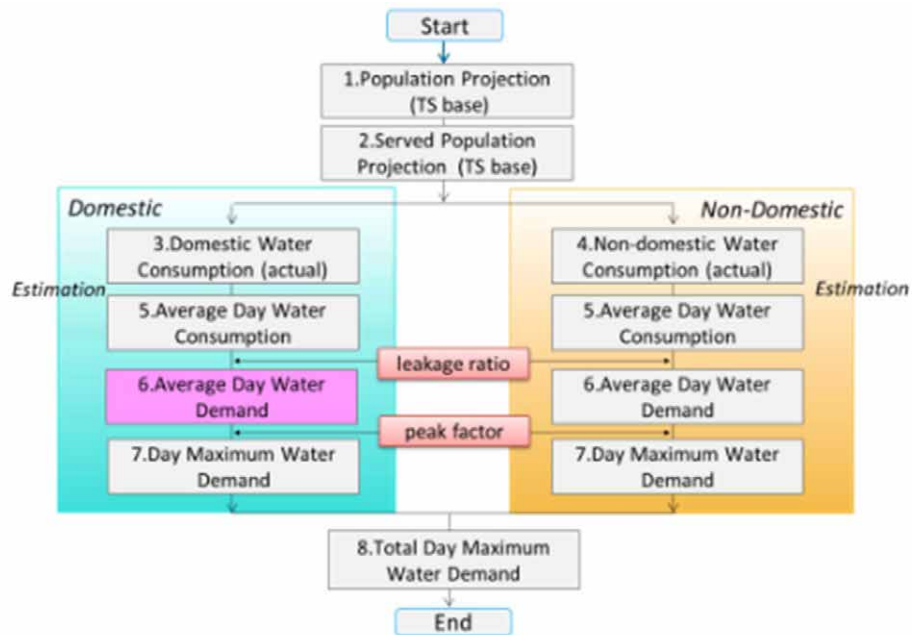 Start
1.Population Projection
(TS base)
2.Served Population
Projection (TS base)
Domestic
Non-Domestic
3.Domestic Water
Consumption (actual)
4.Non-domestic Water
Consumption (actual)
Estimation
Estimation
5.Average Day Water
Consumption
5.Average Day Water
Consumption
leakage ratio
6.Average Day Water
Demand
6.Average Day Water
Demand
peak factor
7.Day Maximum Water
Demand
7.Day Maximum Water
Demand
8.Total Day Maximum
Water Demand
End